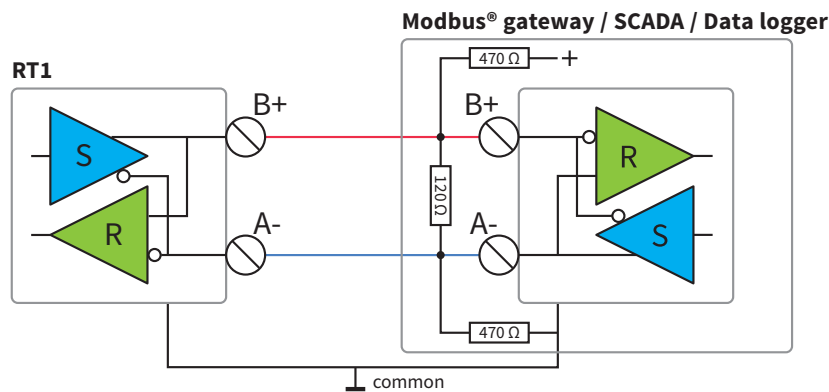 Modbus® gateway / SCADA / Data logger
470 Ω
+
RT1
B+
B+
S
R
120 Ω
R
A-
A-
S
470 Ω
common